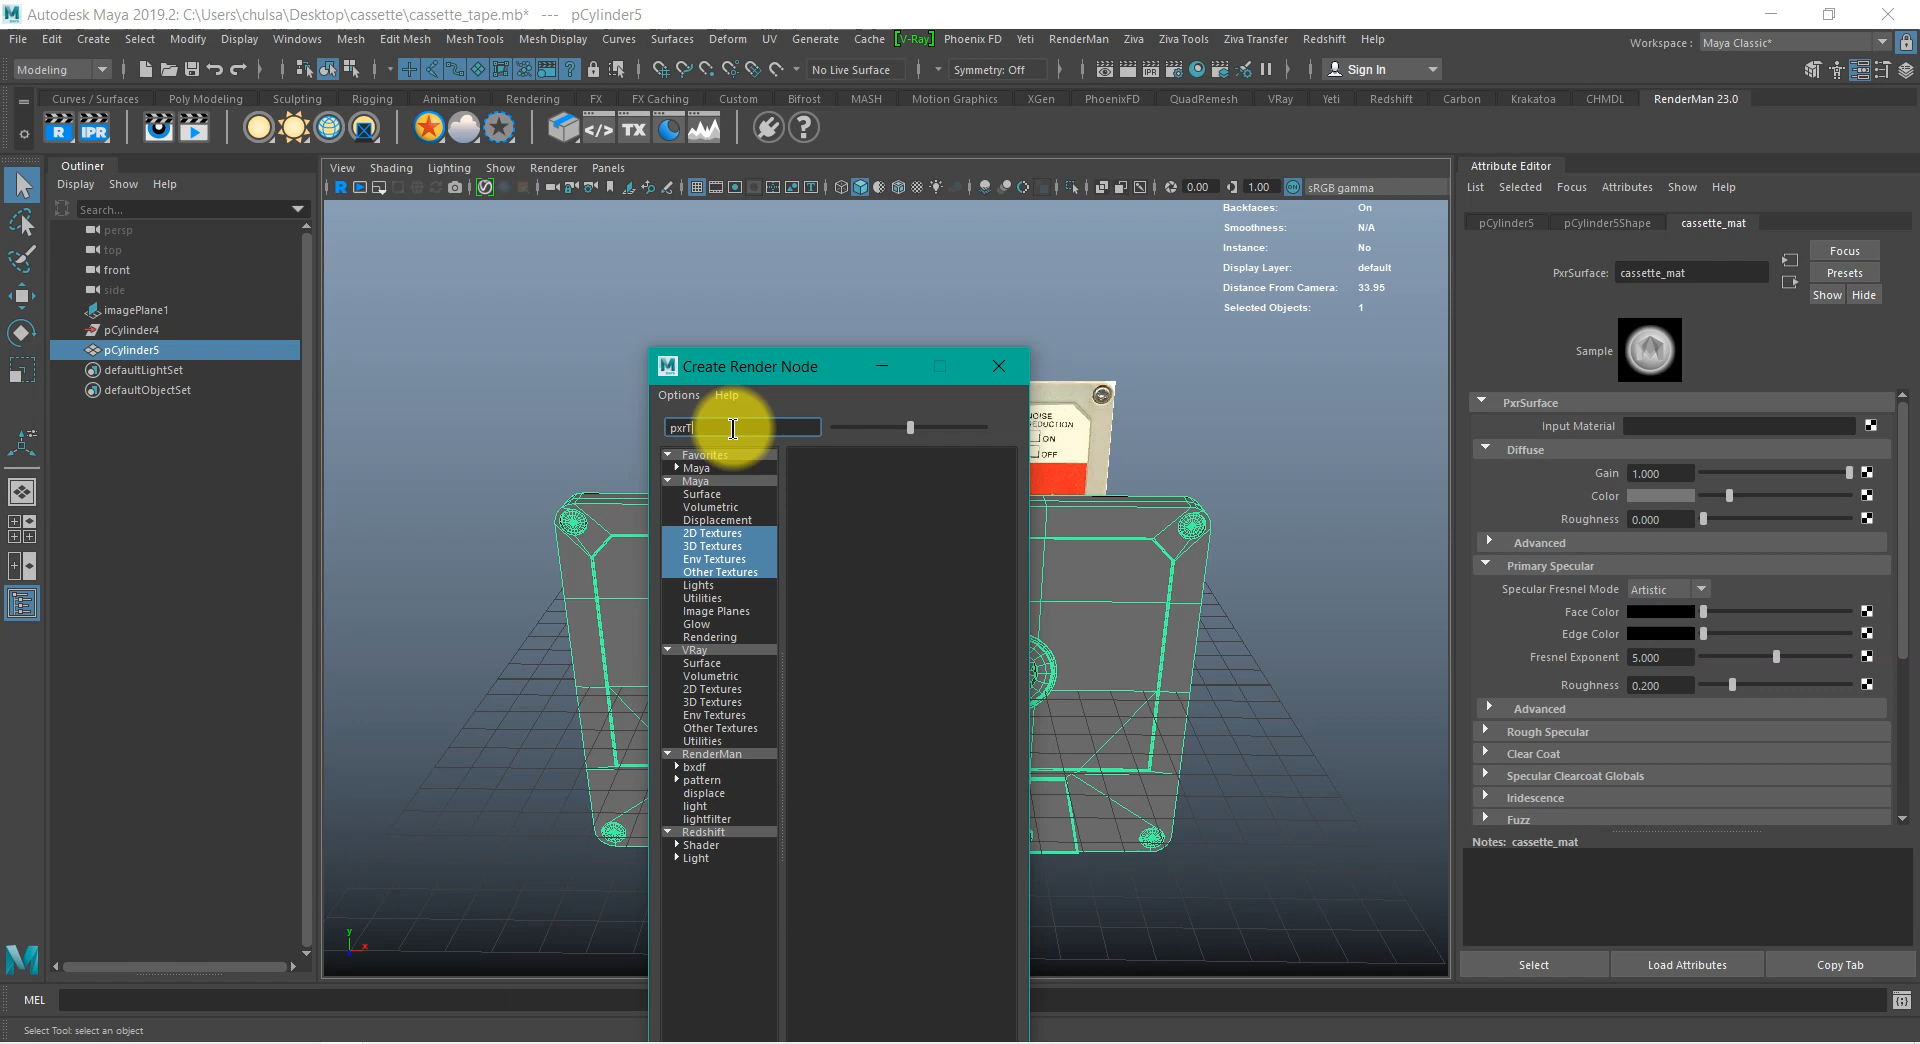 Autodesk Maya 2019.2: C:\Users\chulsa\Desktop\cassette\cassette_tape.mb* --- pCylinder5
File Edit Create Select Modify Display Windows Mesh Edit Mesh Mesh Tools Mesh Display Curves Surfaces Deform UV Generate Cache [V-Ray] Phoenix FD Yeti RenderMan Ziva Ziva Tools Ziva Transfer Redshift Help Workspace : Maya Classic*
Modeling No Live Surface Symmetry: Off IPR Sign In
Curves / Surfaces Poly Modeling Sculpting Rigging Animation Rendering FX FX Caching Custom Bifrost MASH Motion Graphics XGen PhoenixFD QuadRemesh VRay Yeti Redshift Carbon Krakatoa CHMDL RenderMan 23.0
R IPR </> TX ?
Outliner
Display Show Help
Search...
persp
top
front
side
imagePlane1
pCylinder4
pCylinder5
defaultLightSet
defaultObjectSet
View Shading Lighting Show Renderer Panels
R 0.00 1.00 ON sRGB gamma
Backfaces: On
Smoothness: N/A
Instance: No
Display Layer: default
Distance From Camera: 33.95
Selected Objects: 1
NOISE
REDUCTION
ON
OFF
y
x
Create Render Node
Options Help
pxrT
Favorites
Maya
Maya
Surface
Volumetric
Displacement
2D Textures
3D Textures
Env Textures
Other Textures
Lights
Utilities
Image Planes
Glow
Rendering
VRay
Surface
Volumetric
2D Textures
3D Textures
Env Textures
Other Textures
Utilities
RenderMan
bxdf
pattern
displace
light
lightfilter
Redshift
Shader
Light
Attribute Editor
List Selected Focus Attributes Show Help
pCylinder5 pCylinder5Shape cassette_mat
Focus
PxrSurface: cassette_mat Presets
Show Hide
Sample
PxrSurface
Input Material
Diffuse
Gain 1.000
Color
Roughness 0.000
Advanced
Primary Specular
Specular Fresnel Mode Artistic
Face Color
Edge Color
Fresnel Exponent 5.000
Roughness 0.200
Advanced
Rough Specular
Clear Coat
Specular Clearcoat Globals
Iridescence
Fuzz
Notes: cassette_mat
Select Load Attributes Copy Tab
MEL
Select Tool: select an object